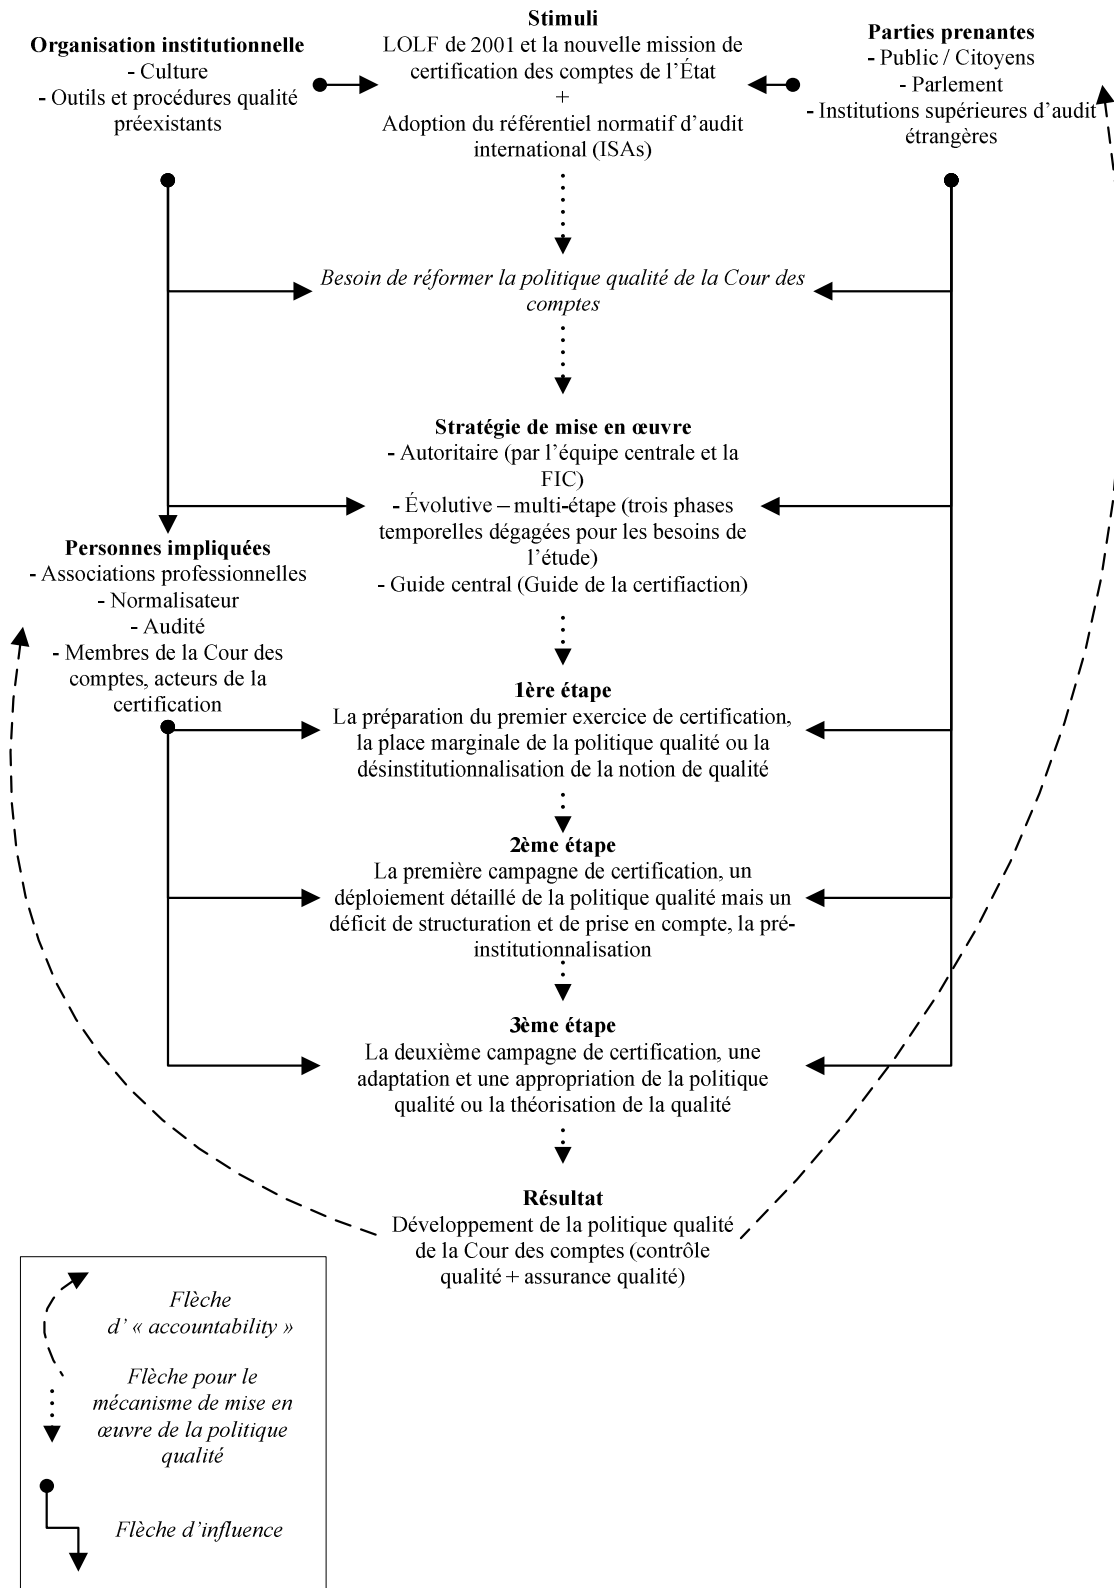 Organisation institutionnelle
- Culture
- Outils et procédures qualité
préexistants
Stimuli
LOLF de 2001 et la nouvelle mission de
certification des comptes de l'État
+
Adoption du référentiel normatif d'audit
international (ISAs)
Parties prenantes
- Public / Citoyens
- Parlement
- Institutions supérieures d'audit
étrangères
Besoin de réformer la politique qualité de la Cour des
comptes
Stratégie de mise en œuvre
- Autoritaire (par l'équipe centrale et la
FIC)
- Évolutive – multi-étape (trois phases
temporelles dégagées pour les besoins de
l'étude)
- Guide central (Guide de la certifiaction)
Personnes impliquées
- Associations professionnelles
- Normalisateur
- Audité
- Membres de la Cour des
comptes, acteurs de la
certification
1ère étape
La préparation du premier exercice de certification,
la place marginale de la politique qualité ou la
désinstitutionnalisation de la notion de qualité
2ème étape
La première campagne de certification, un
déploiement détaillé de la politique qualité mais un
déficit de structuration et de prise en compte, la pré-
institutionnalisation
3ème étape
La deuxième campagne de certification, une
adaptation et une appropriation de la politique
qualité ou la théorisation de la qualité
Résultat
Développement de la politique qualité
de la Cour des comptes (contrôle
qualité + assurance qualité)
Flèche
d' « accountability »
Flèche pour le
mécanisme de mise en
œuvre de la politique
qualité
Flèche d'influence